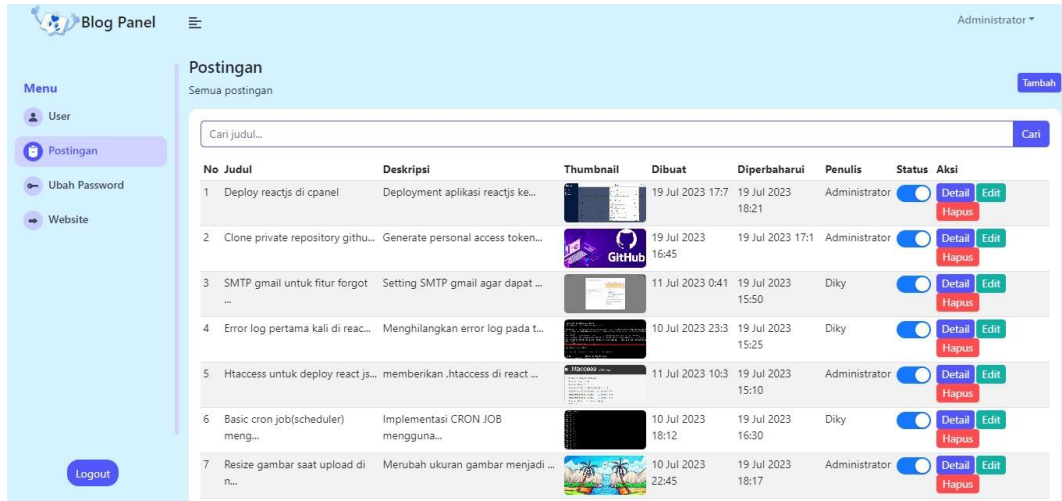 Blog Panel
Administrator
Postingan
Semua postingan
Tambah
Menu
User
Postingan
Ubah Password
Website
Logout
Cari judul...
Cari
No Judul Deskripsi Thumbnail Dibuat Diperbaharui Penulis Status Aksi
1 Deploy reactjs di cpanel Deployment aplikasi reactjs ke... 19 Jul 2023 17:7 19 Jul 2023 Administrator Detail Edit
18:21 Hapus
2 Clone private repository githu... Generate personal access token... GitHub 19 Jul 2023 19 Jul 2023 17:1 Administrator Detail Edit
16:45 Hapus
3 SMTP gmail untuk fitur forgot Setting SMTP gmail agar dapat ... 11 Jul 2023 0:41 19 Jul 2023 Diky Detail Edit
... 15:50 Hapus
4 Error log pertama kali di reac... Menghilangkan error log pada t... 10 Jul 2023 23:3 19 Jul 2023 Diky Detail Edit
15:25 Hapus
5 Htaccess untuk deploy react js... memberikan .htaccess di react ... .htaccess 11 Jul 2023 10:3 19 Jul 2023 Administrator Detail Edit
15:10 Hapus
6 Basic cron job(scheduler) Implementasi CRON JOB 10 Jul 2023 19 Jul 2023 Diky Detail Edit
meng... mengguna... 18:12 16:30 Hapus
7 Resize gambar saat upload di Merubah ukuran gambar menjadi ... 10 Jul 2023 19 Jul 2023 Administrator Detail Edit
n... 22:45 18:17 Hapus